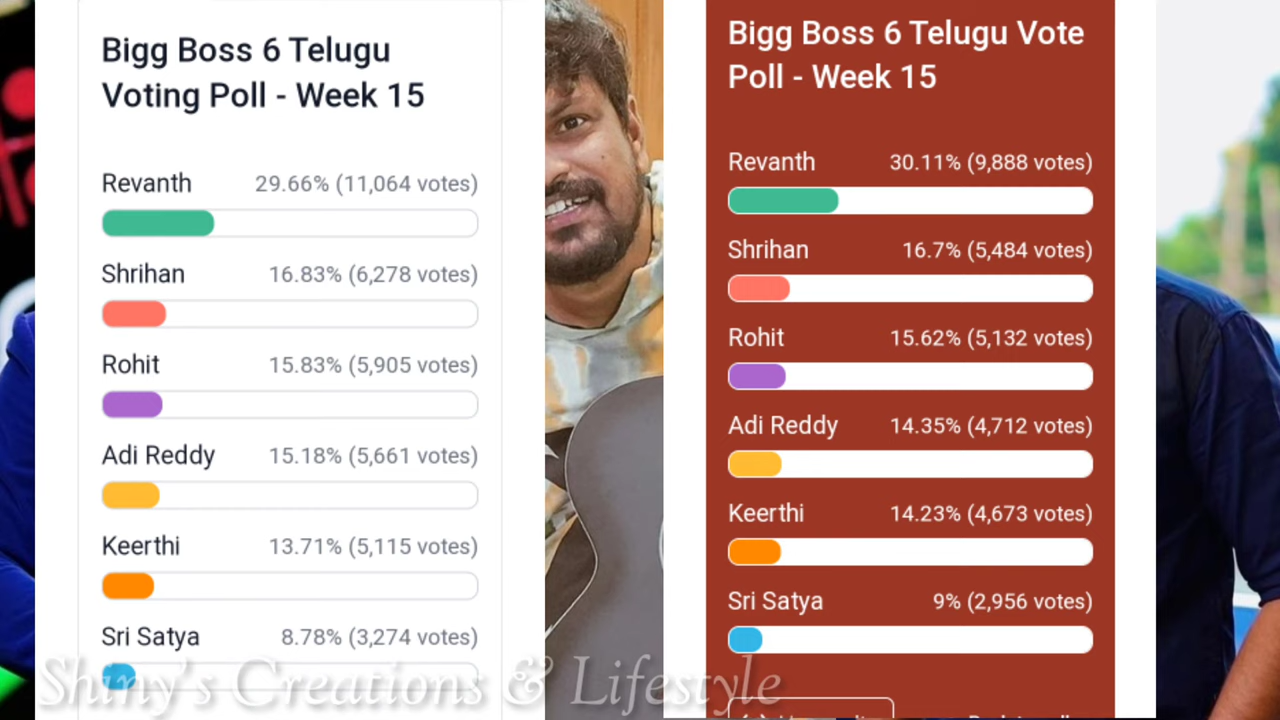 Bigg Boss 6 Telugu
Voting Poll - Week 15
Revanth 29.66% (11,064 votes)
Shrihan 16.83% (6,278 votes)
Rohit 15.83% (5,905 votes)
Adi Reddy 15.18% (5,661 votes)
Keerthi 13.71% (5,115 votes)
Sri Satya 8.78% (3,274 votes)
Bigg Boss 6 Telugu Vote
Poll - Week 15
Revanth 30.11% (9,888 votes)
Shrihan 16.7% (5,484 votes)
Rohit 15.62% (5,132 votes)
Adi Reddy 14.35% (4,712 votes)
Keerthi 14.23% (4,673 votes)
Sri Satya 9% (2,956 votes)
Shiny's Creations & Lifestyle